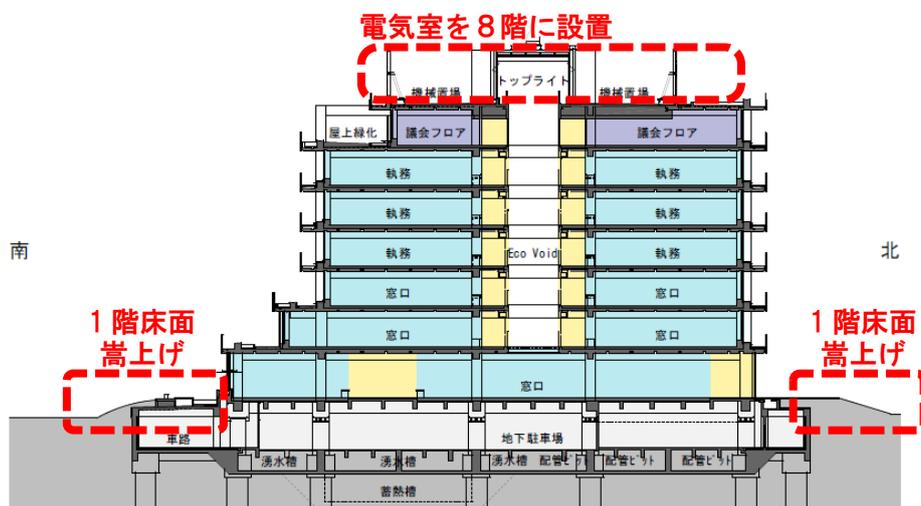 電気室を８階に設置
トップライト
機械置場
機械置場
屋上緑化
議会フロア
議会フロア
執務
執務
執務
執務
南
執務
Eco Void
執務
北
窓口
窓口
１階床面
嵩上げ
窓口
窓口
１階床面
嵩上げ
窓口
車路
地下駐車場
湧水槽
湧水槽
湧水槽
配管ピット
配管ピット
配管ピット
蓄熱槽